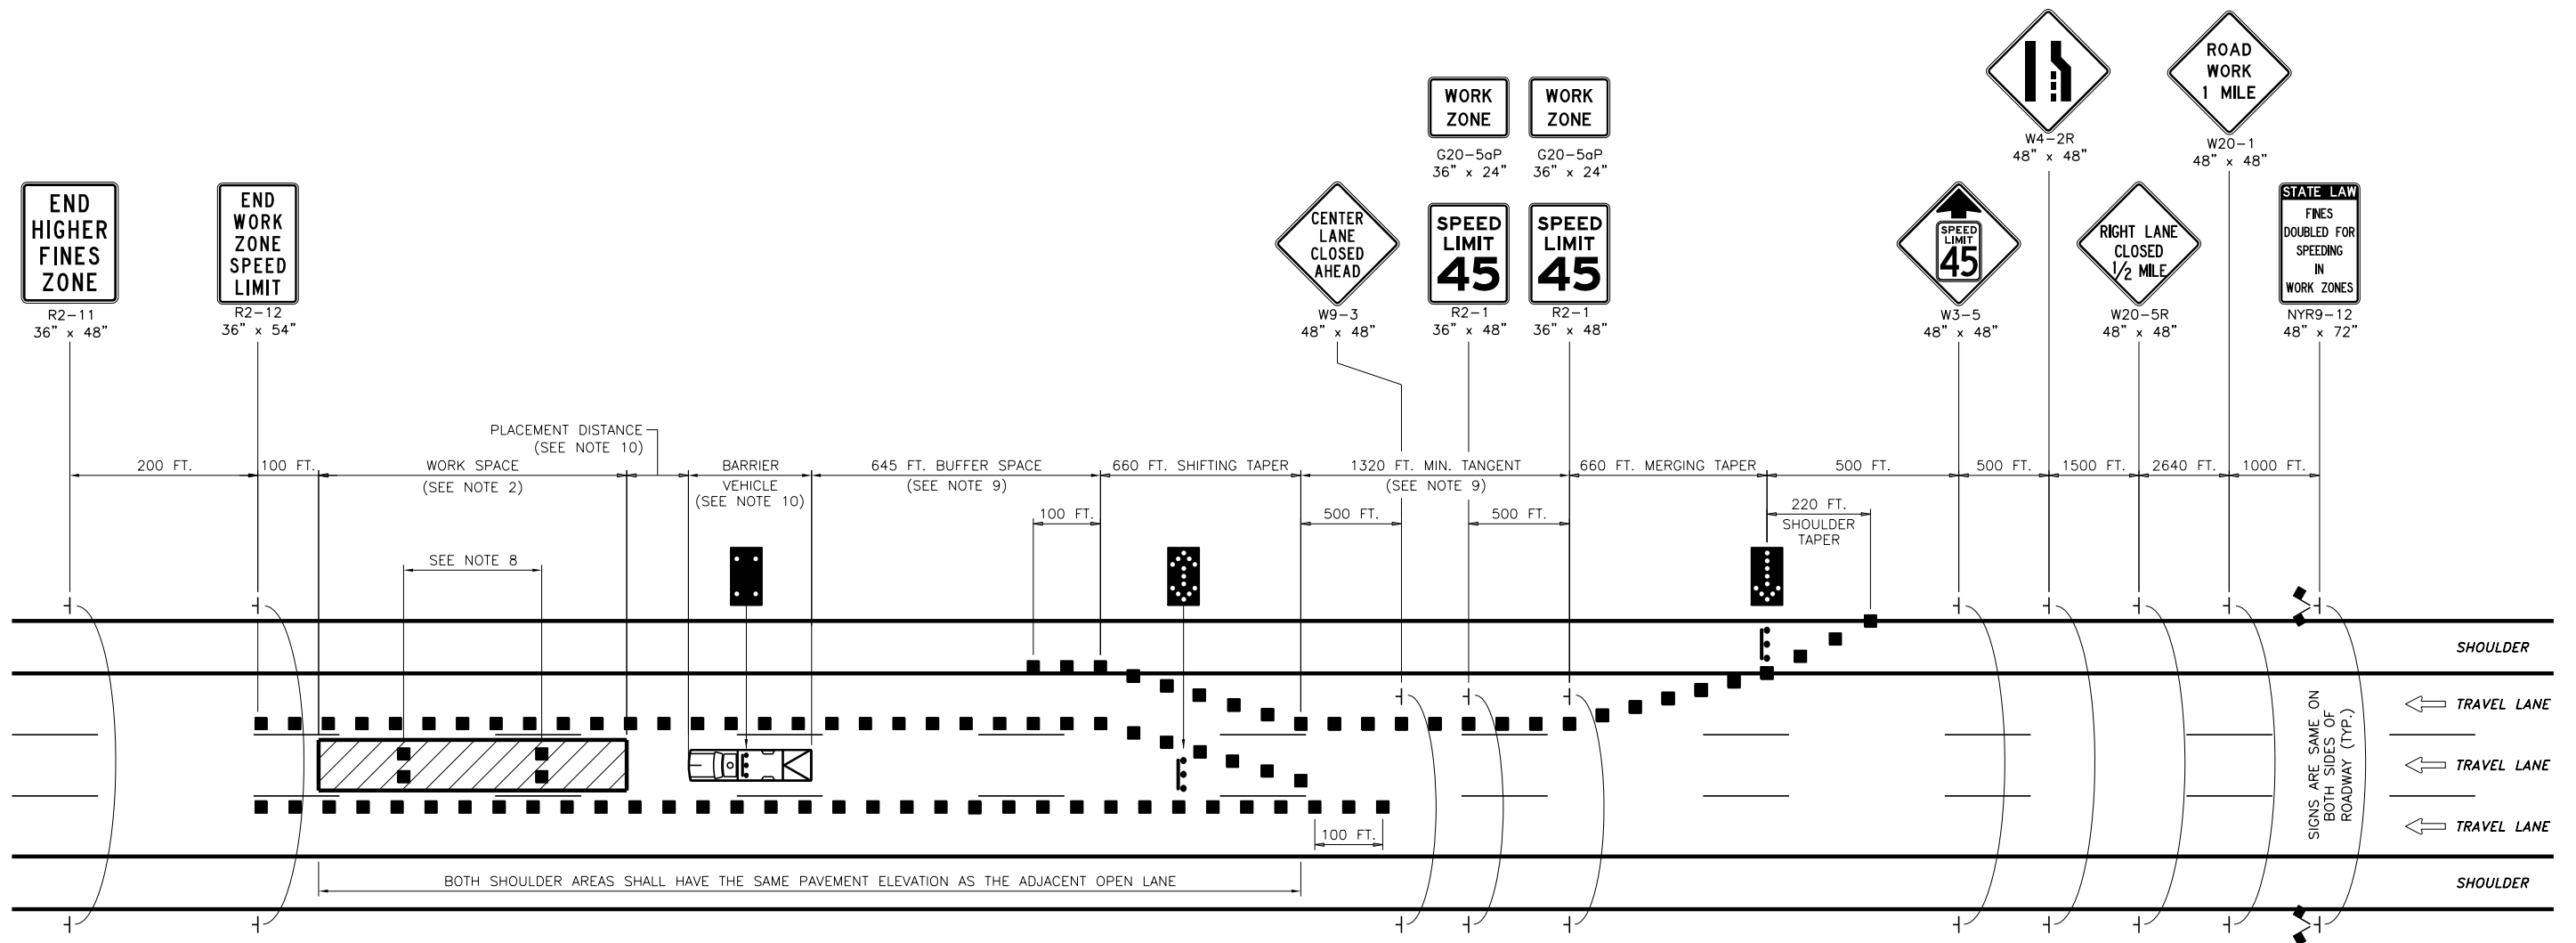 ROAD
WORK
1 MILE
W4-2R
48" x 48"
W20-1
48" x 48"
WORK
ZONE
G20-5aP
36" x 24"
WORK
ZONE
G20-5aP
36" x 24"
END
HIGHER
FINES
ZONE
R2-11
36" x 48"
END
WORK
ZONE
SPEED
LIMIT
R2-12
36" x 54"
CENTER
LANE
CLOSED
AHEAD
W9-3
48" x 48"
SPEED
LIMIT
45
R2-1
36" x 48"
SPEED
LIMIT
45
R2-1
36" x 48"
SPEED
LIMIT
45
W3-5
48" x 48"
RIGHT LANE
CLOSED
1/2 MILE
W20-5R
48" x 48"
STATE LAW
FINES
DOUBLED FOR
SPEEDING
IN
WORK ZONES
NYR9-12
48" x 72"
PLACEMENT DISTANCE
(SEE NOTE 10)
200 FT.
100 FT.
WORK SPACE
(SEE NOTE 2)
BARRIER
VEHICLE
(SEE NOTE 10)
645 FT. BUFFER SPACE
(SEE NOTE 9)
660 FT. SHIFTING TAPER
1320 FT. MIN. TANGENT
(SEE NOTE 9)
660 FT. MERGING TAPER
500 FT.
500 FT.
1500 FT.
2640 FT.
1000 FT.
100 FT.
500 FT.
500 FT.
220 FT.
SHOULDER
TAPER
SEE NOTE 8
SHOULDER
TRAVEL LANE
TRAVEL LANE
TRAVEL LANE
SIGNS ARE SAME ON
BOTH SIDES OF
ROADWAY (TYP.)
100 FT.
BOTH SHOULDER AREAS SHALL HAVE THE SAME PAVEMENT ELEVATION AS THE ADJACENT OPEN LANE
SHOULDER